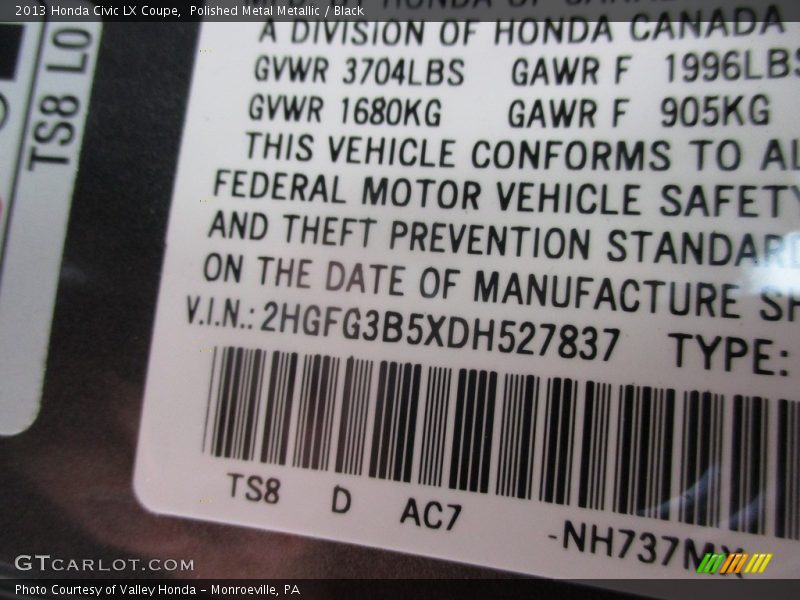 2013 Honda Civic LX Coupe, Polished Metal Metallic / Black
A DIVISION OF HONDA CANADA
GVWR 3704LBS GAWR F 1996LBS
GVWR 1680KG GAWR F 905KG
THIS VEHICLE CONFORMS TO AL
FEDERAL MOTOR VEHICLE SAFETY
AND THEFT PREVENTION STANDARD
ON THE DATE OF MANUFACTURE SH
V.I.N.: 2HGFG3B5XDH527837 TYPE:
TS8 D AC7 -NH737MX
TS8 LO
GTCARLOT.COM
Photo Courtesy of Valley Honda - Monroeville, PA